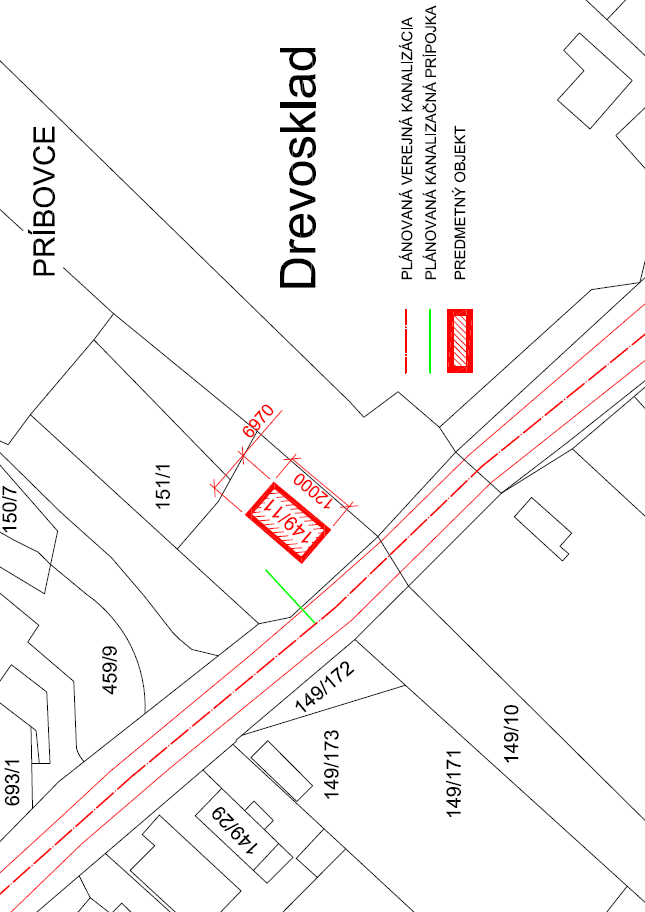 PRÍBOVCE
Drevosklad
PLÁNOVANÁ VEREJNÁ KANALIZÁCIA
PLÁNOVANÁ KANALIZAČNÁ PRÍPOJKA
PREDMETNÝ OBJEKT
150/7
151/1
6970
12000
149/11
459/9
693/1
149/172
149/173
149/29
149/171
149/10